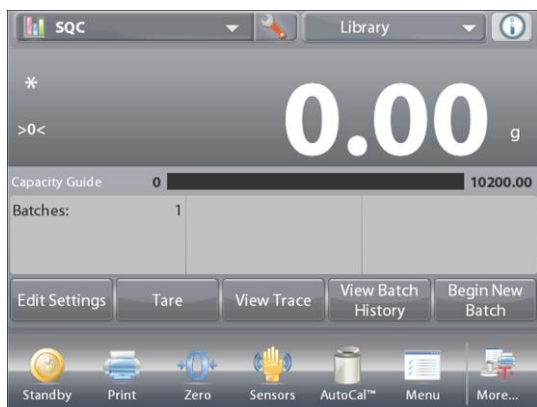 SQC Library
*
>0< 0.00 g
Capacity Guide 0 10200.00
Batches: 1
Edit Settings Tare View Trace View Batch History Begin New Batch
Standby Print Zero Sensors AutoCal™ Menu More...